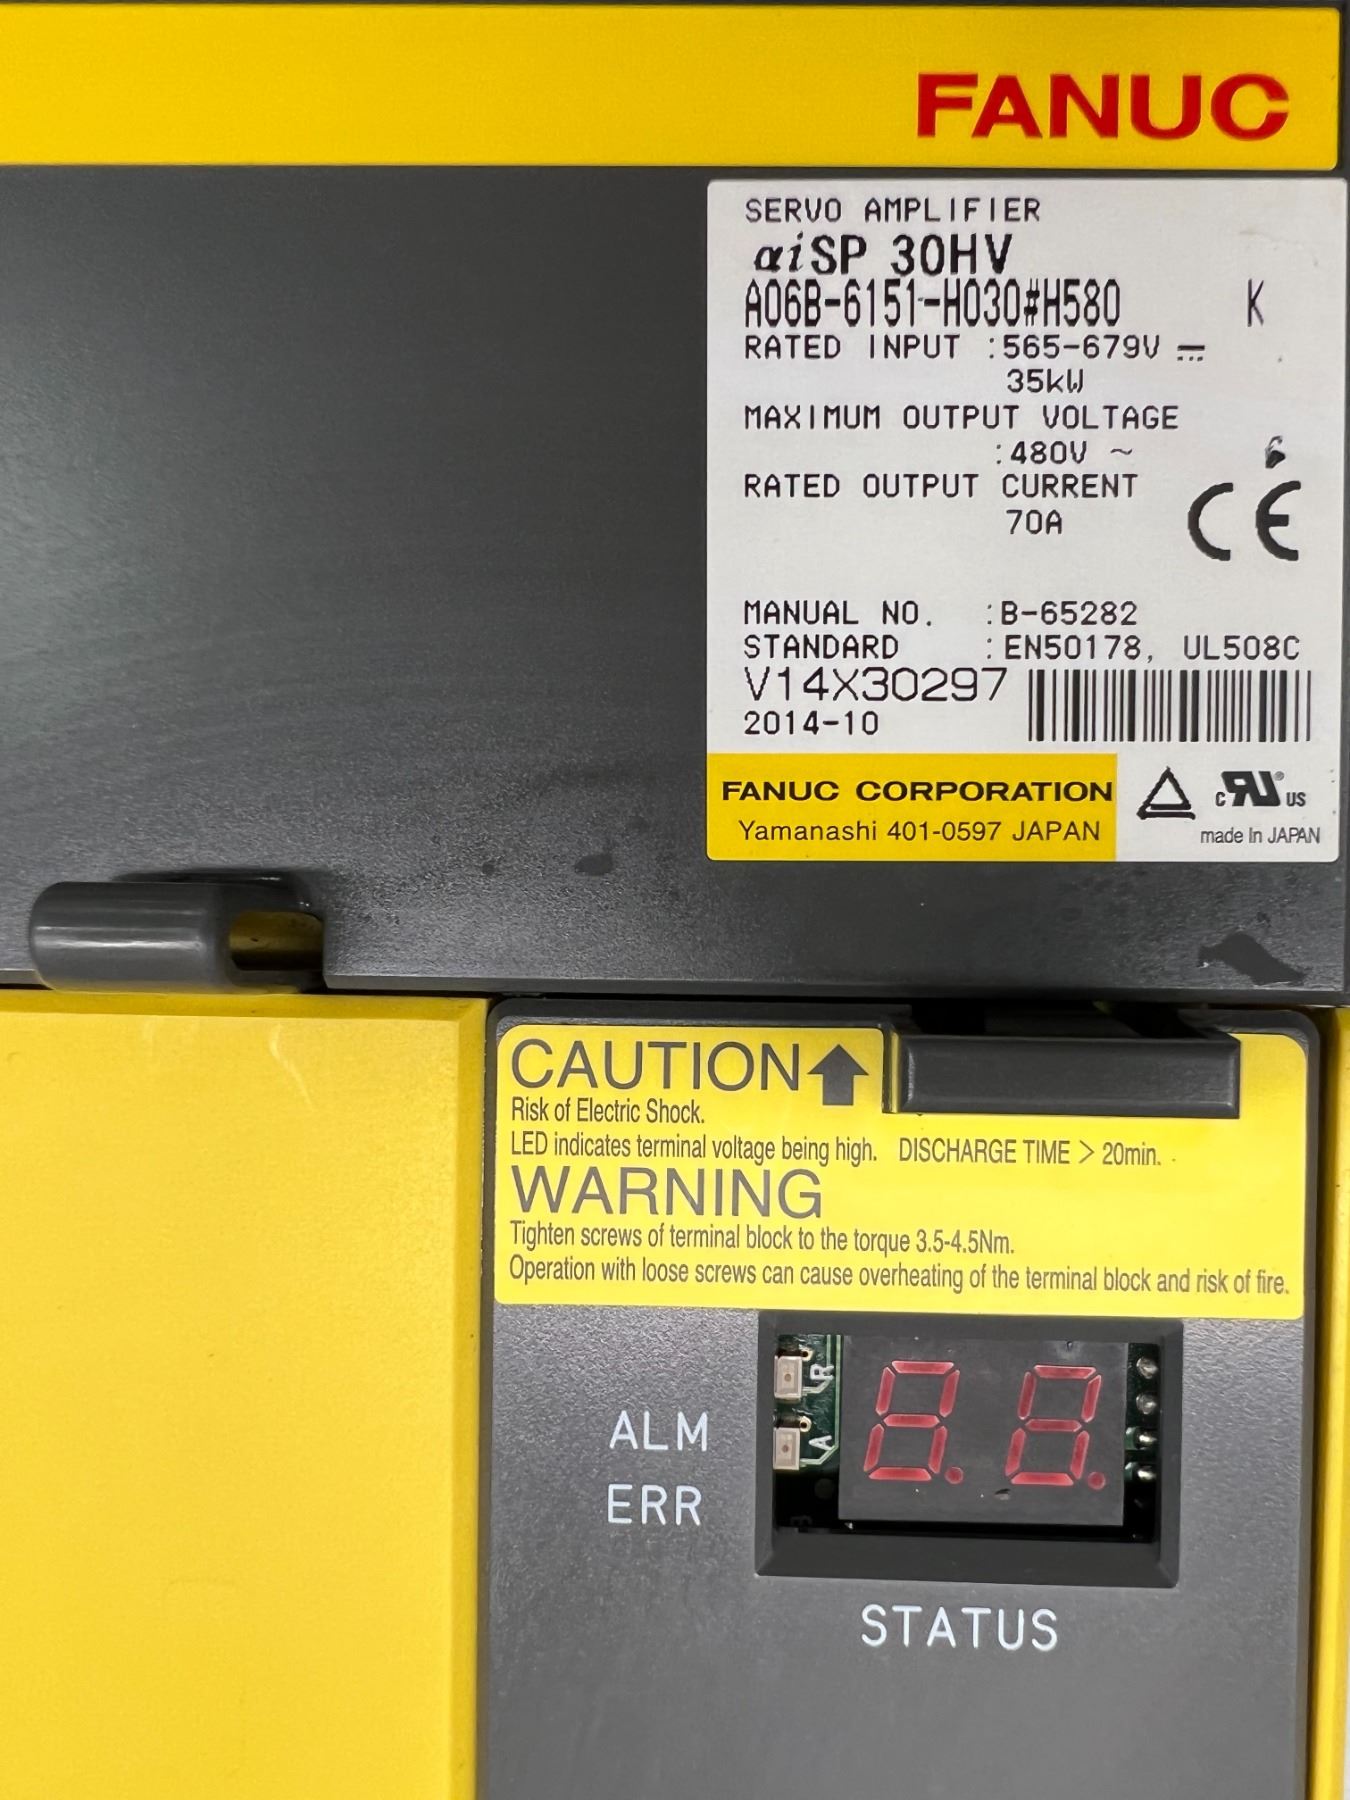 FANUC
SERVO AMPLIFIER
αiSP 30HV
A06B-6151-H030#H580 K
RATED INPUT :565-679V ⎓
35kW
MAXIMUM OUTPUT VOLTAGE
:480V ~
RATED OUTPUT CURRENT
70A
CE
MANUAL NO. :B-65282
STANDARD :EN50178, UL508C
V14X30297
2014-10
FANUC CORPORATION
Yamanashi 401-0597 JAPAN
c RU ® US
made In JAPAN
CAUTION
Risk of Electric Shock.
LED indicates terminal voltage being high. DISCHARGE TIME > 20min.
WARNING
Tighten screws of terminal block to the torque 3.5-4.5Nm.
Operation with loose screws can cause overheating of the terminal block and risk of fire.
R
A
8.8.
ALM
ERR
STATUS